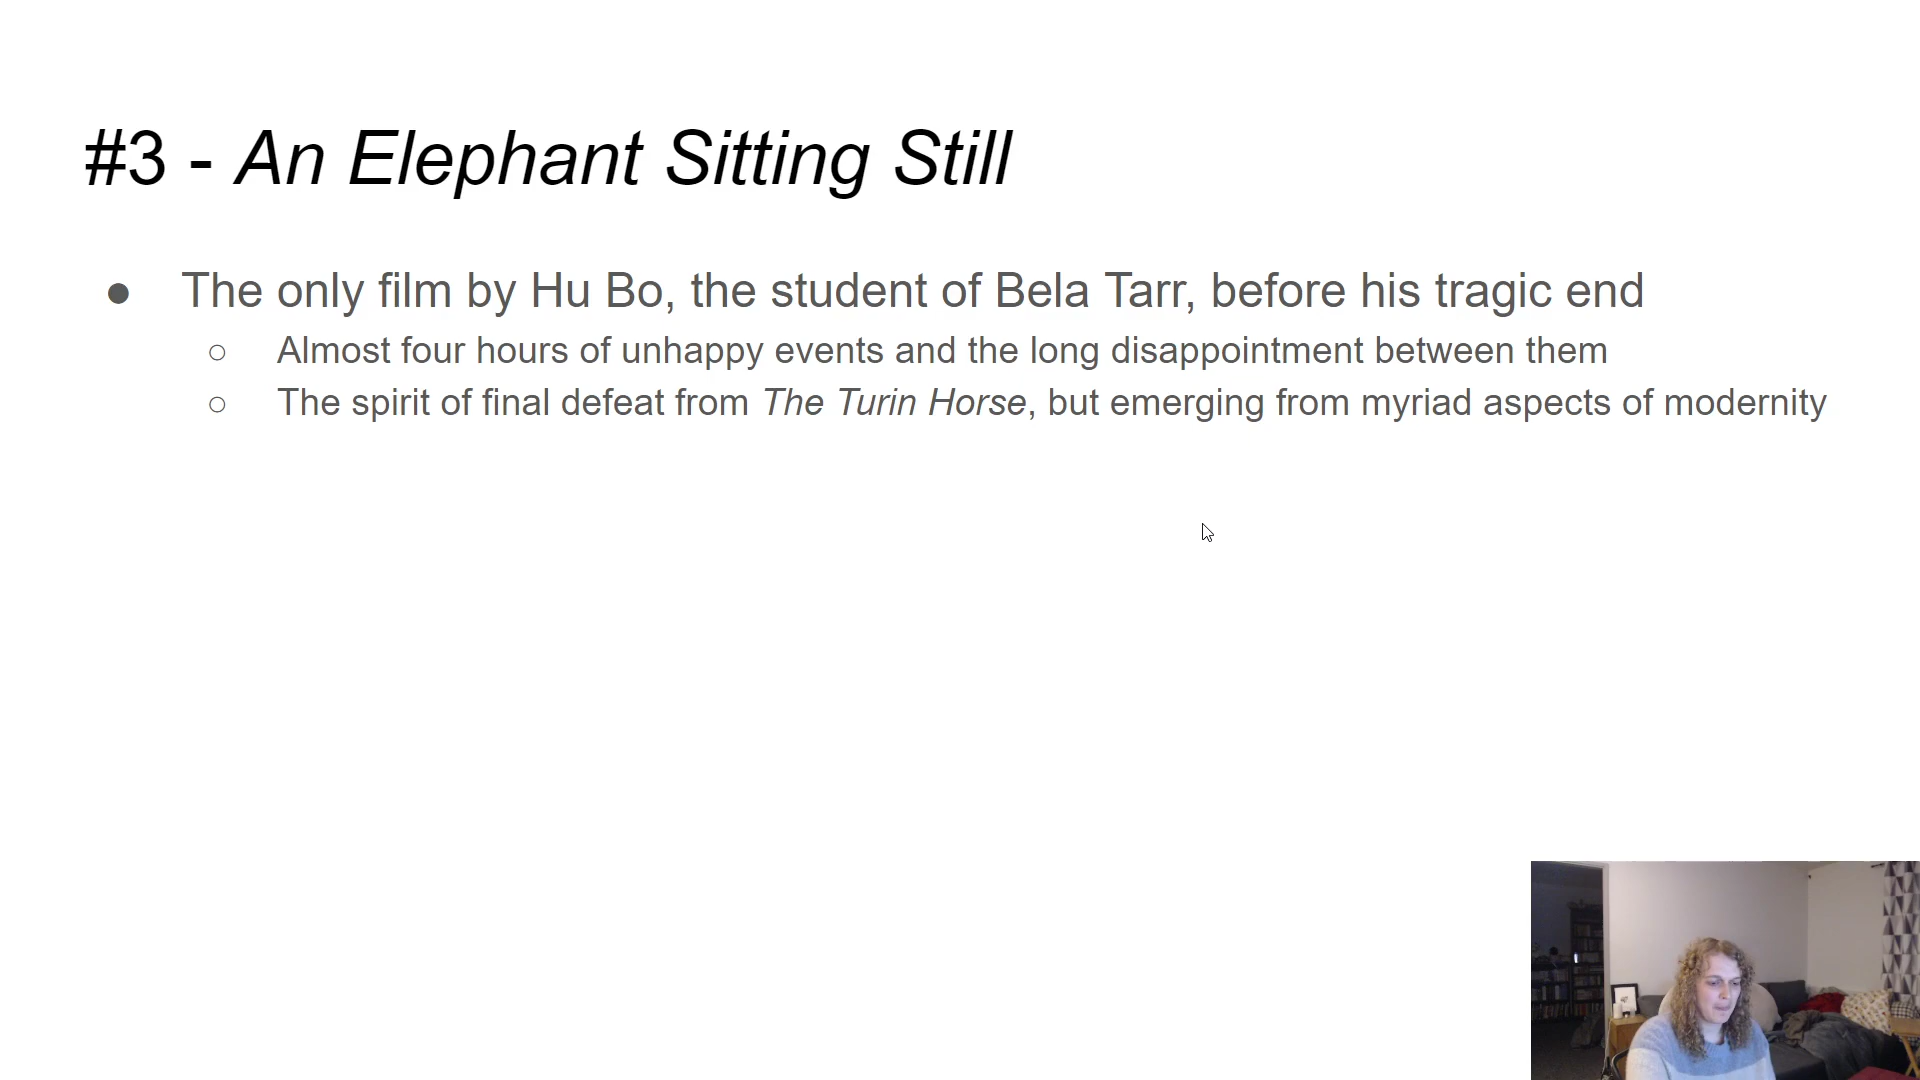 #3 - An Elephant Sitting Still
● The only film by Hu Bo, the student of Bela Tarr, before his tragic end
○ Almost four hours of unhappy events and the long disappointment between them
○ The spirit of final defeat from The Turin Horse, but emerging from myriad aspects of modernity